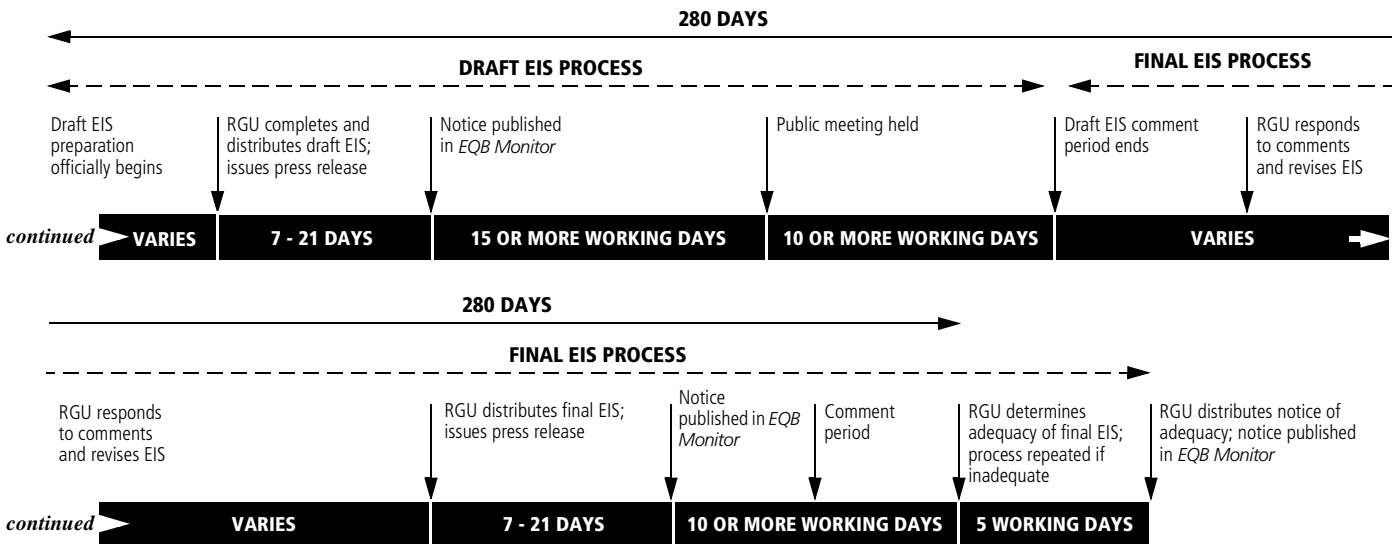 280 DAYS
DRAFT EIS PROCESS
FINAL EIS PROCESS
Draft EIS
preparation
officially begins
RGU completes and
distributes draft EIS;
issues press release
Notice published
in EQB Monitor
Public meeting held
Draft EIS comment
period ends
RGU responds
to comments
and revises EIS
continued
VARIES
7 - 21 DAYS
15 OR MORE WORKING DAYS
10 OR MORE WORKING DAYS
VARIES
280 DAYS
FINAL EIS PROCESS
RGU responds
to comments
and revises EIS
RGU distributes final EIS;
issues press release
Notice
published in EQB
Monitor
Comment
period
RGU determines
adequacy of final EIS;
process repeated if
inadequate
RGU distributes notice of
adequacy; notice published
in EQB Monitor
continued
VARIES
7 - 21 DAYS
10 OR MORE WORKING DAYS
5 WORKING DAYS